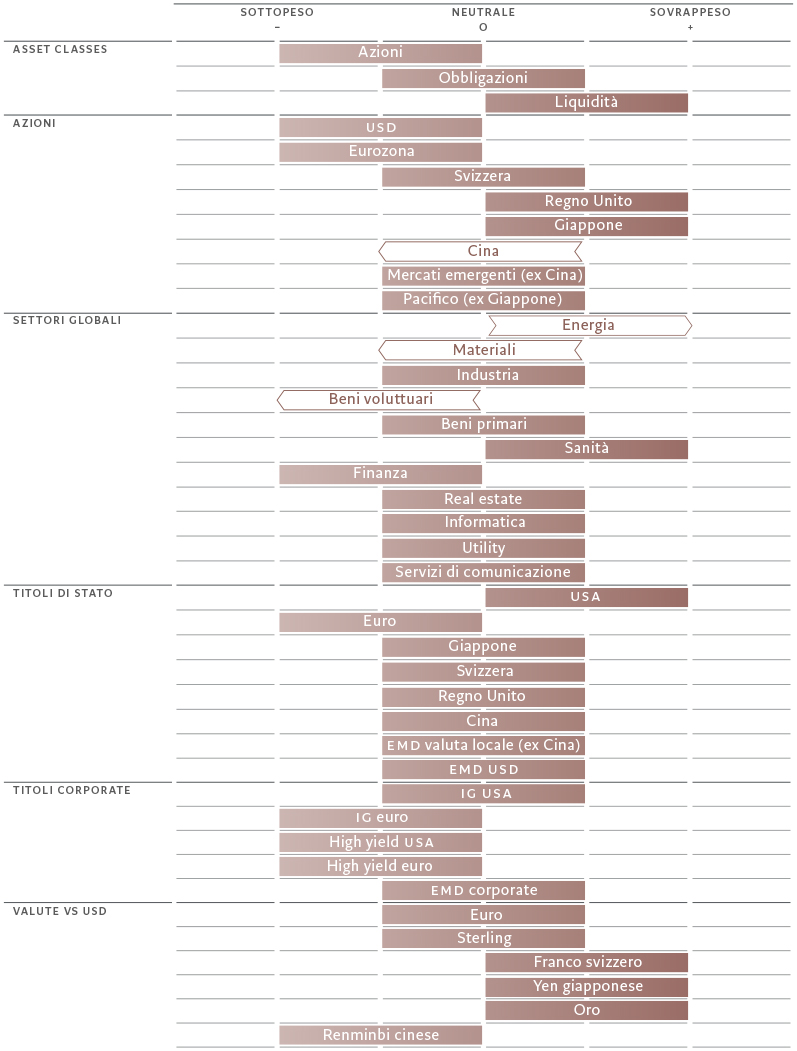 SOTTOPESO NEUTRALE SOVRAPPESO
– O +
ASSET CLASSES Azioni
Obbligazioni
Liquidità
AZIONI USD
Eurozona
Svizzera
Regno Unito
Giappone
Cina
Mercati emergenti (ex Cina)
Pacifico (ex Giappone)
SETTORI GLOBALI Energia
Materiali
Industria
Beni voluttuari
Beni primari
Sanità
Finanza
Real estate
Informatica
Utility
Servizi di comunicazione
TITOLI DI STATO USA
Euro
Giappone
Svizzera
Regno Unito
Cina
EMD valuta locale (ex Cina)
EMD USD
TITOLI CORPORATE IG USA
IG euro
High yield USA
High yield euro
EMD corporate
VALUTE VS USD Euro
Sterling
Franco svizzero
Yen giapponese
Oro
Renminbi cinese